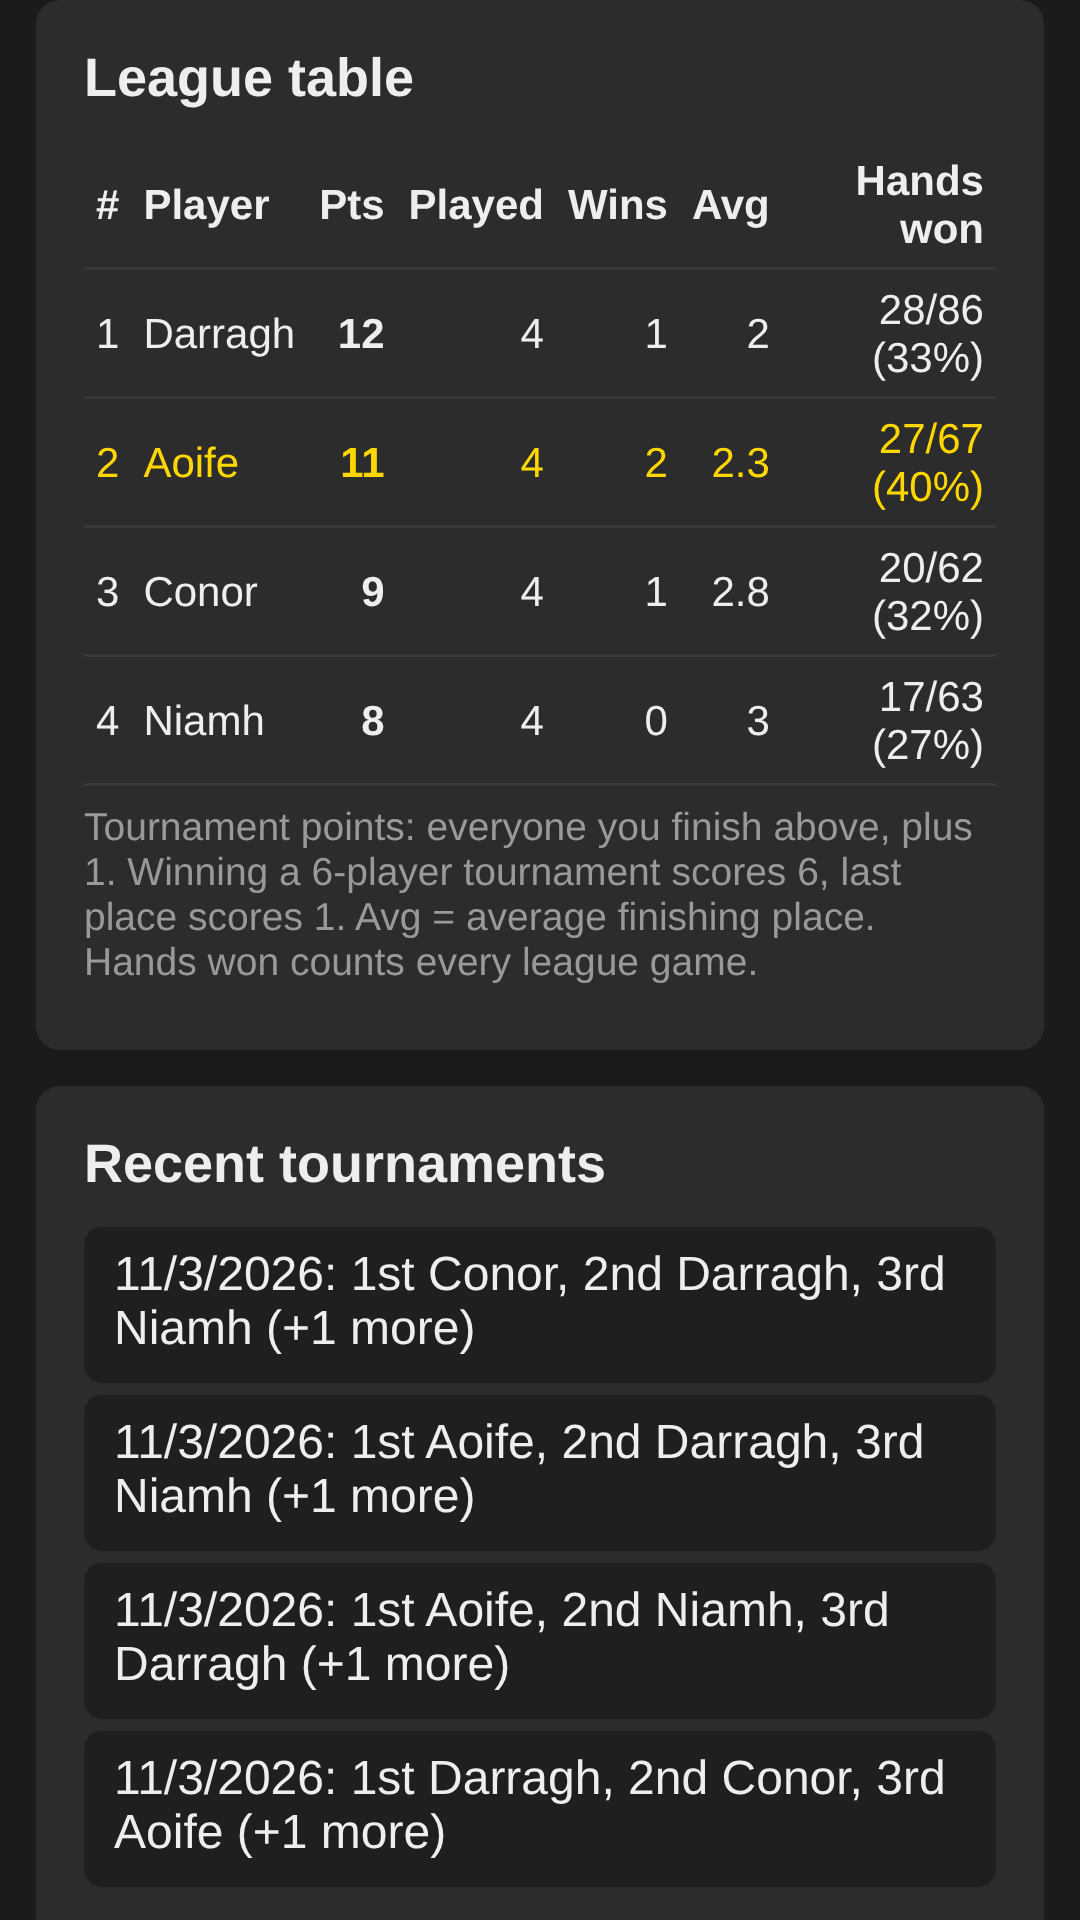 League table
# Player Pts Played Wins Avg Hands won
1 Darragh 12 4 1 2 28/86 (33%)
2 Aoife 11 4 2 2.3 27/67 (40%)
3 Conor 9 4 1 2.8 20/62 (32%)
4 Niamh 8 4 0 3 17/63 (27%)
Tournament points: everyone you finish above, plus
1. Winning a 6-player tournament scores 6, last
place scores 1. Avg = average finishing place.
Hands won counts every league game.
Recent tournaments
11/3/2026: 1st Conor, 2nd Darragh, 3rd
Niamh (+1 more)
11/3/2026: 1st Aoife, 2nd Darragh, 3rd
Niamh (+1 more)
11/3/2026: 1st Aoife, 2nd Niamh, 3rd
Darragh (+1 more)
11/3/2026: 1st Darragh, 2nd Conor, 3rd
Aoife (+1 more)